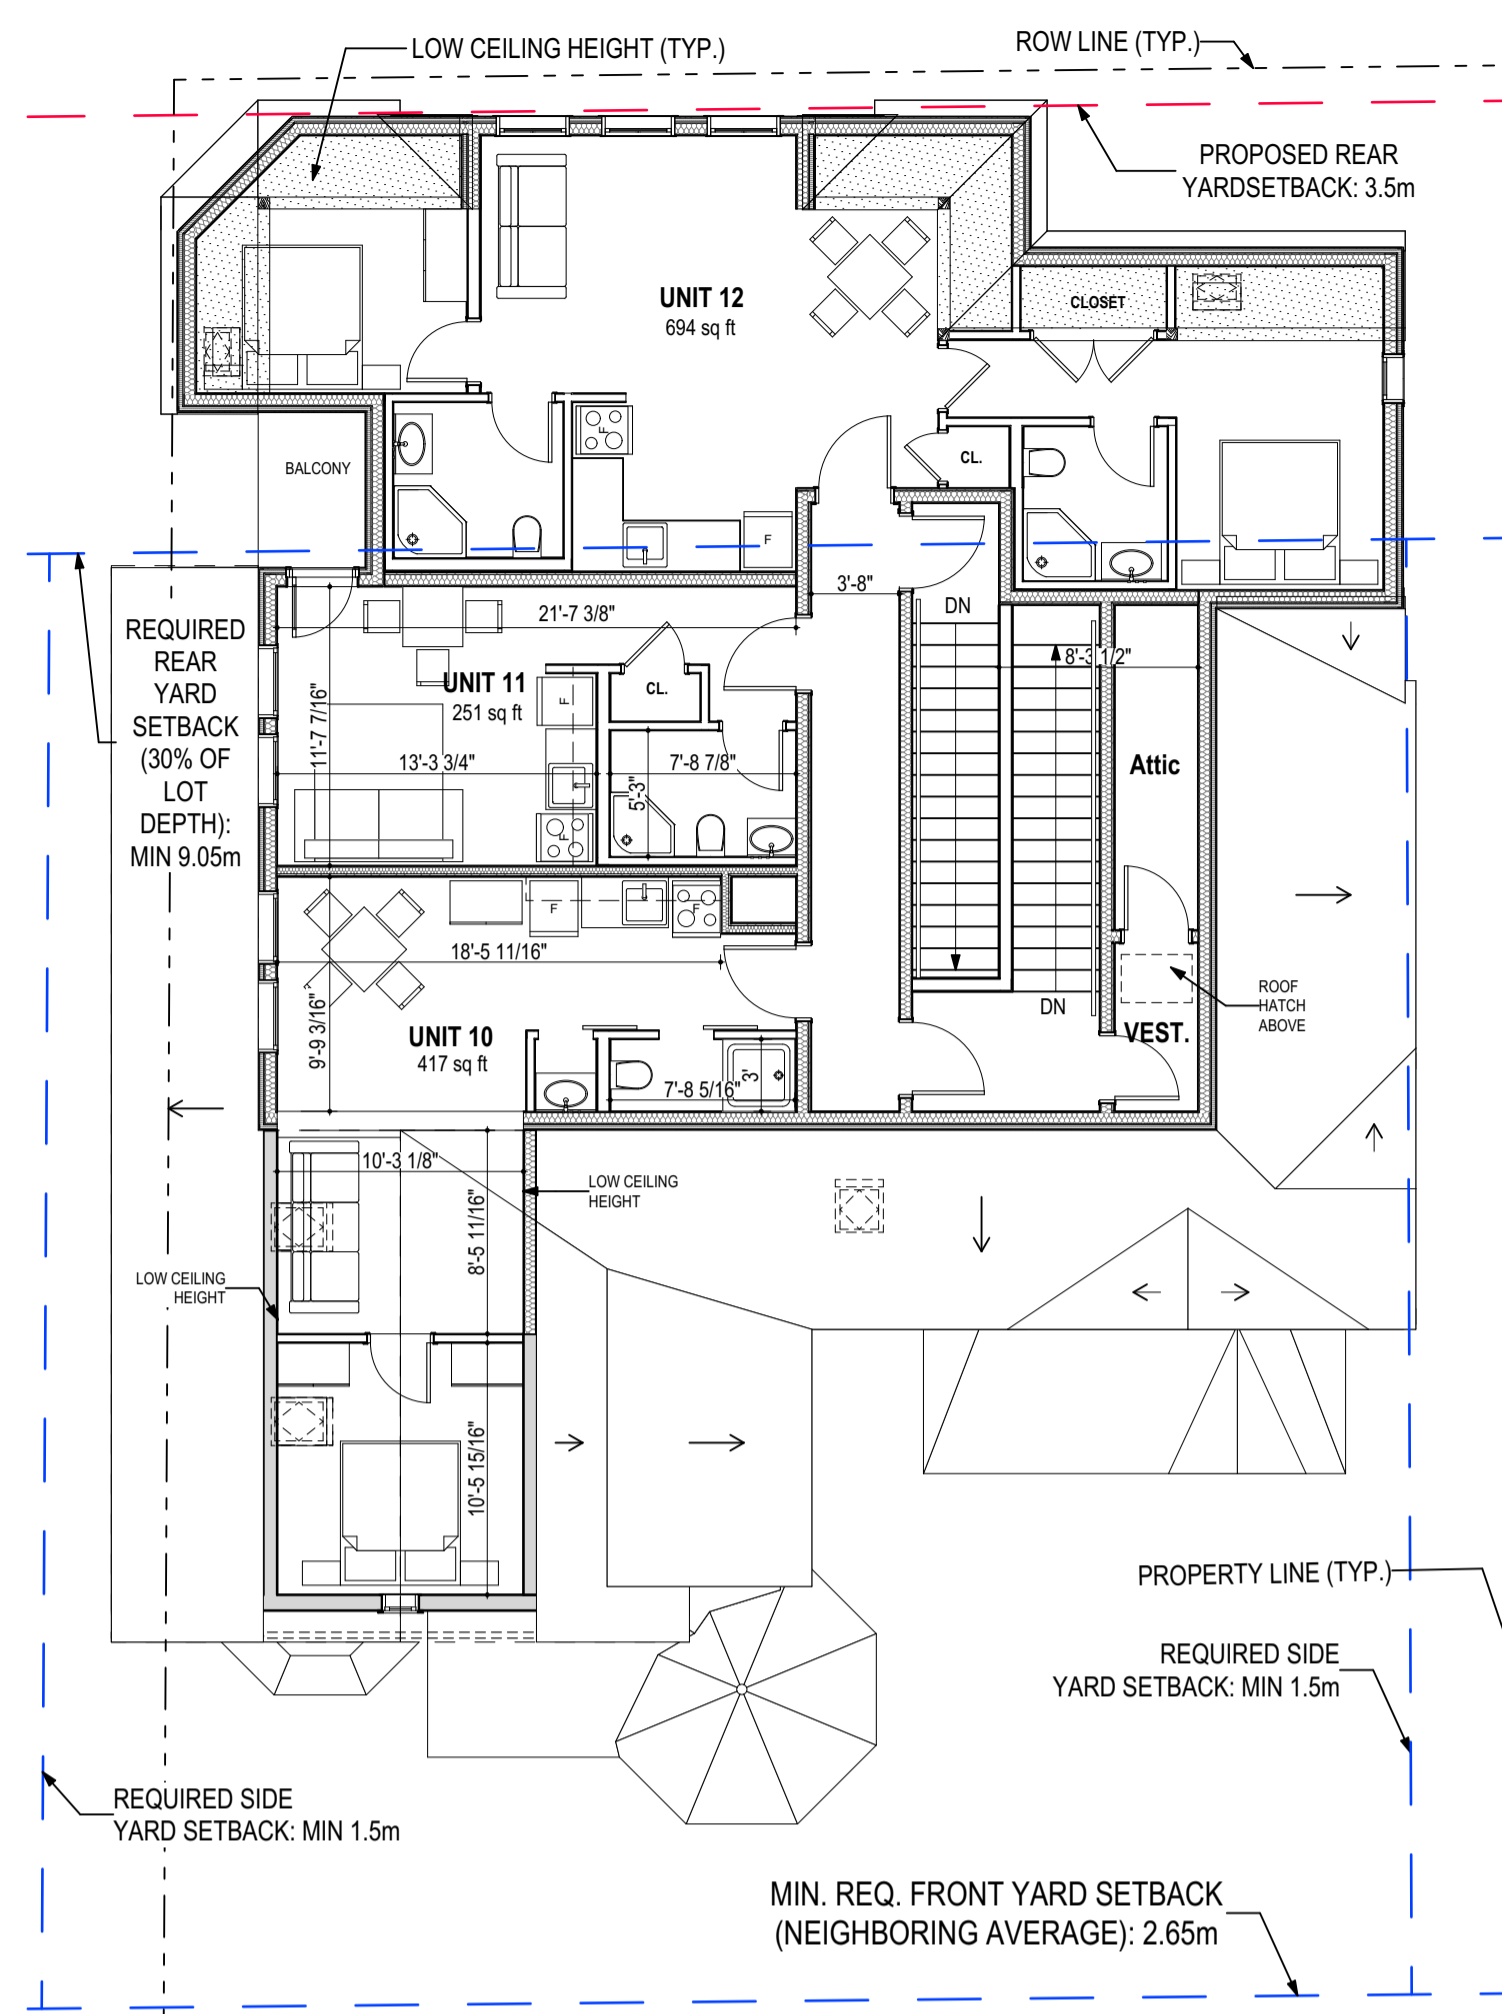 LOW CEILING HEIGHT (TYP.)
ROW LINE (TYP.)
PROPOSED REAR
YARDSETBACK: 3.5m
UNIT 12
694 sq ft
CLOSET
F
BALCONY
CL.
F
3'-8"
DN
21'-7 3/8"
REQUIRED
REAR
YARD
SETBACK
(30% OF
LOT
DEPTH):
MIN 9.05m
8'-3 1/2"
UNIT 11
251 sq ft
CL.
F
11'-7 7/16"
13'-3 3/4"
7'-8 7/8"
5'-3"
F
Attic
F
F
18'-5 11/16"
9'-9 3/16"
ROOF
HATCH
ABOVE
DN
VEST.
UNIT 10
417 sq ft
7'-8 5/16"
3'
10'-3 1/8"
LOW CEILING
HEIGHT
8'-5 11/16"
LOW CEILING
HEIGHT
10'-5 15/16"
PROPERTY LINE (TYP.)
REQUIRED SIDE
YARD SETBACK: MIN 1.5m
REQUIRED SIDE
YARD SETBACK: MIN 1.5m
MIN. REQ. FRONT YARD SETBACK
(NEIGHBORING AVERAGE): 2.65m